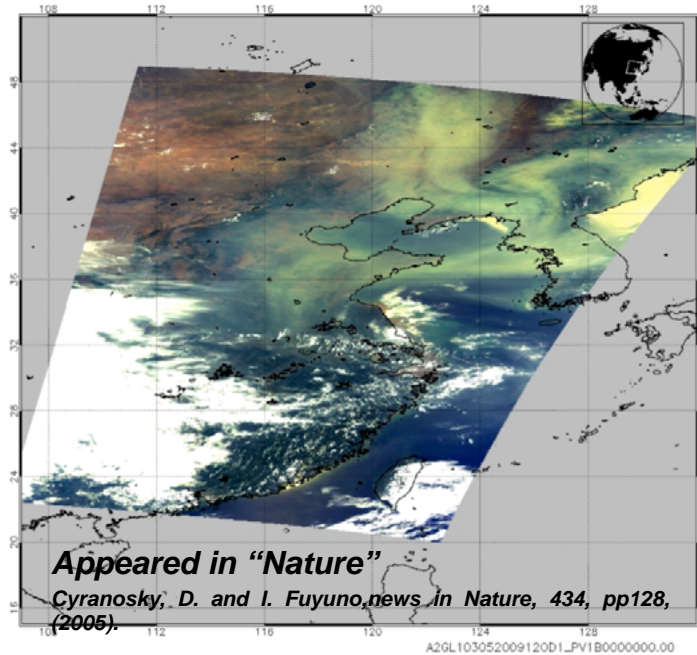 108 112 116 120 124 128
48
44
40
36
32
28
24
20
16
Appeared in “Nature”
Cyranosky, D. and I. Fuyuno,news in Nature, 434, pp128,
(2005).
108 112 116 120 124 128
A2GL103052009120D1_PV1B0000000.00